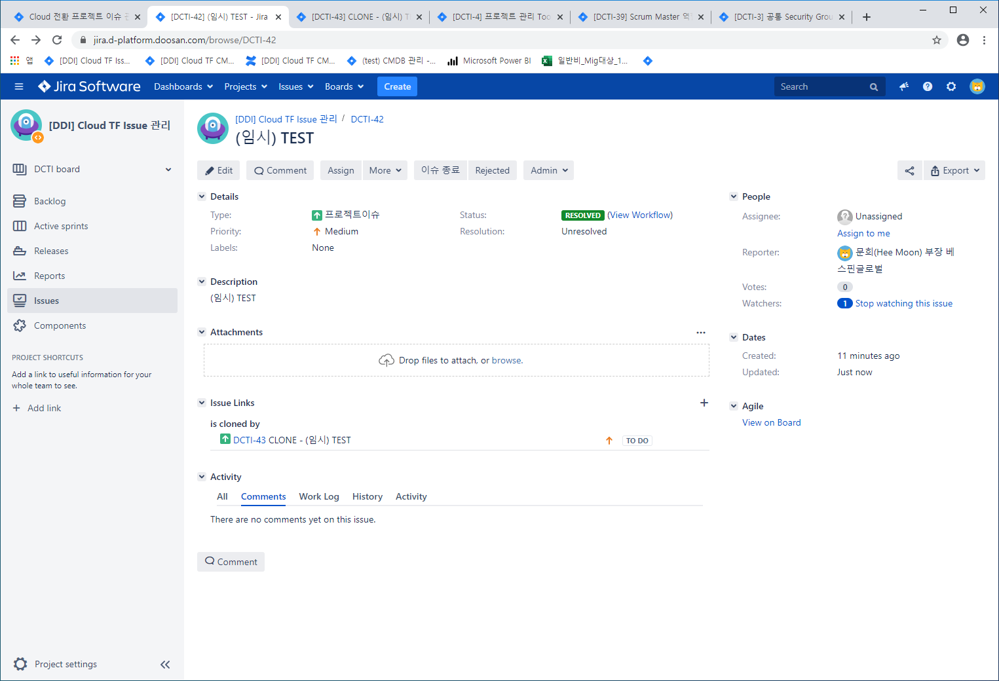 Cloud 전환 프로젝트 이슈
[DCTI-42] (임시) TEST - Jira
[DCTI-43] CLONE - (임시)
[DCTI-4] 프로젝트 관리 Too
[DCTI-39] Scrum Master
[DCTI-3] 공통 Security Grou
jira.d-platform.doosan.com/browse/DCTI-42
앱
[DDI] Cloud TF Iss...
[DDI] Cloud TF CM...
[DDI] Cloud TF CM...
(test) CMDB 관리 -...
Microsoft Power BI
일반비_Mig대상_1...
Jira Software
Dashboards
Projects
Issues
Boards
Create
Search
[DDI] Cloud TF Issue 관리
DCTI board
Backlog
Active sprints
Releases
Reports
Issues
Components
PROJECT SHORTCUTS
Add a link to useful information for your
whole team to see.
+ Add link
Project settings
[DDI] Cloud TF Issue 관리 / DCTI-42
(임시) TEST
Edit
Comment
Assign
More
이슈 종료
Rejected
Admin
Export
Details
Type: 프로젝트이슈
Status: RESOLVED (View Workflow)
Priority: Medium
Resolution: Unresolved
Labels: None
Description
(임시) TEST
Attachments
Drop files to attach, or browse.
Issue Links
is cloned by
DCTI-43 CLONE - (임시) TEST
TO DO
Activity
All
Comments
Work Log
History
Activity
There are no comments yet on this issue.
Comment
People
Assignee: Unassigned
Assign to me
Reporter: 문희(Hee Moon) 부장 베
스핀글로벌
Votes: 0
Watchers: 1 Stop watching this issue
Dates
Created: 11 minutes ago
Updated: Just now
Agile
View on Board